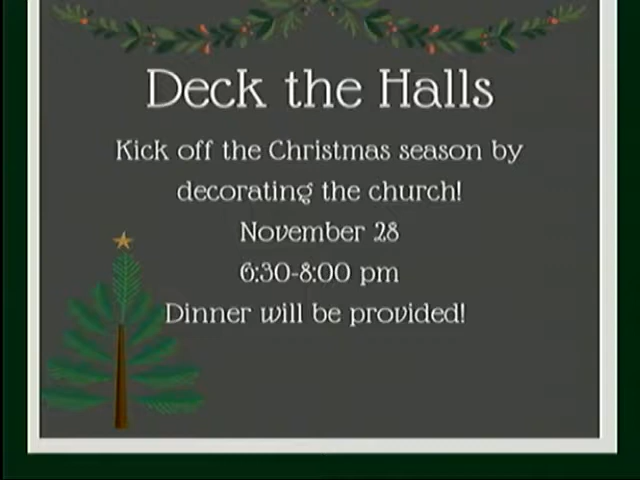 Deck the Halls
Kick off the Christmas season by
decorating the church!
November 28
6:30-8:00 pm
Dinner will be provided!